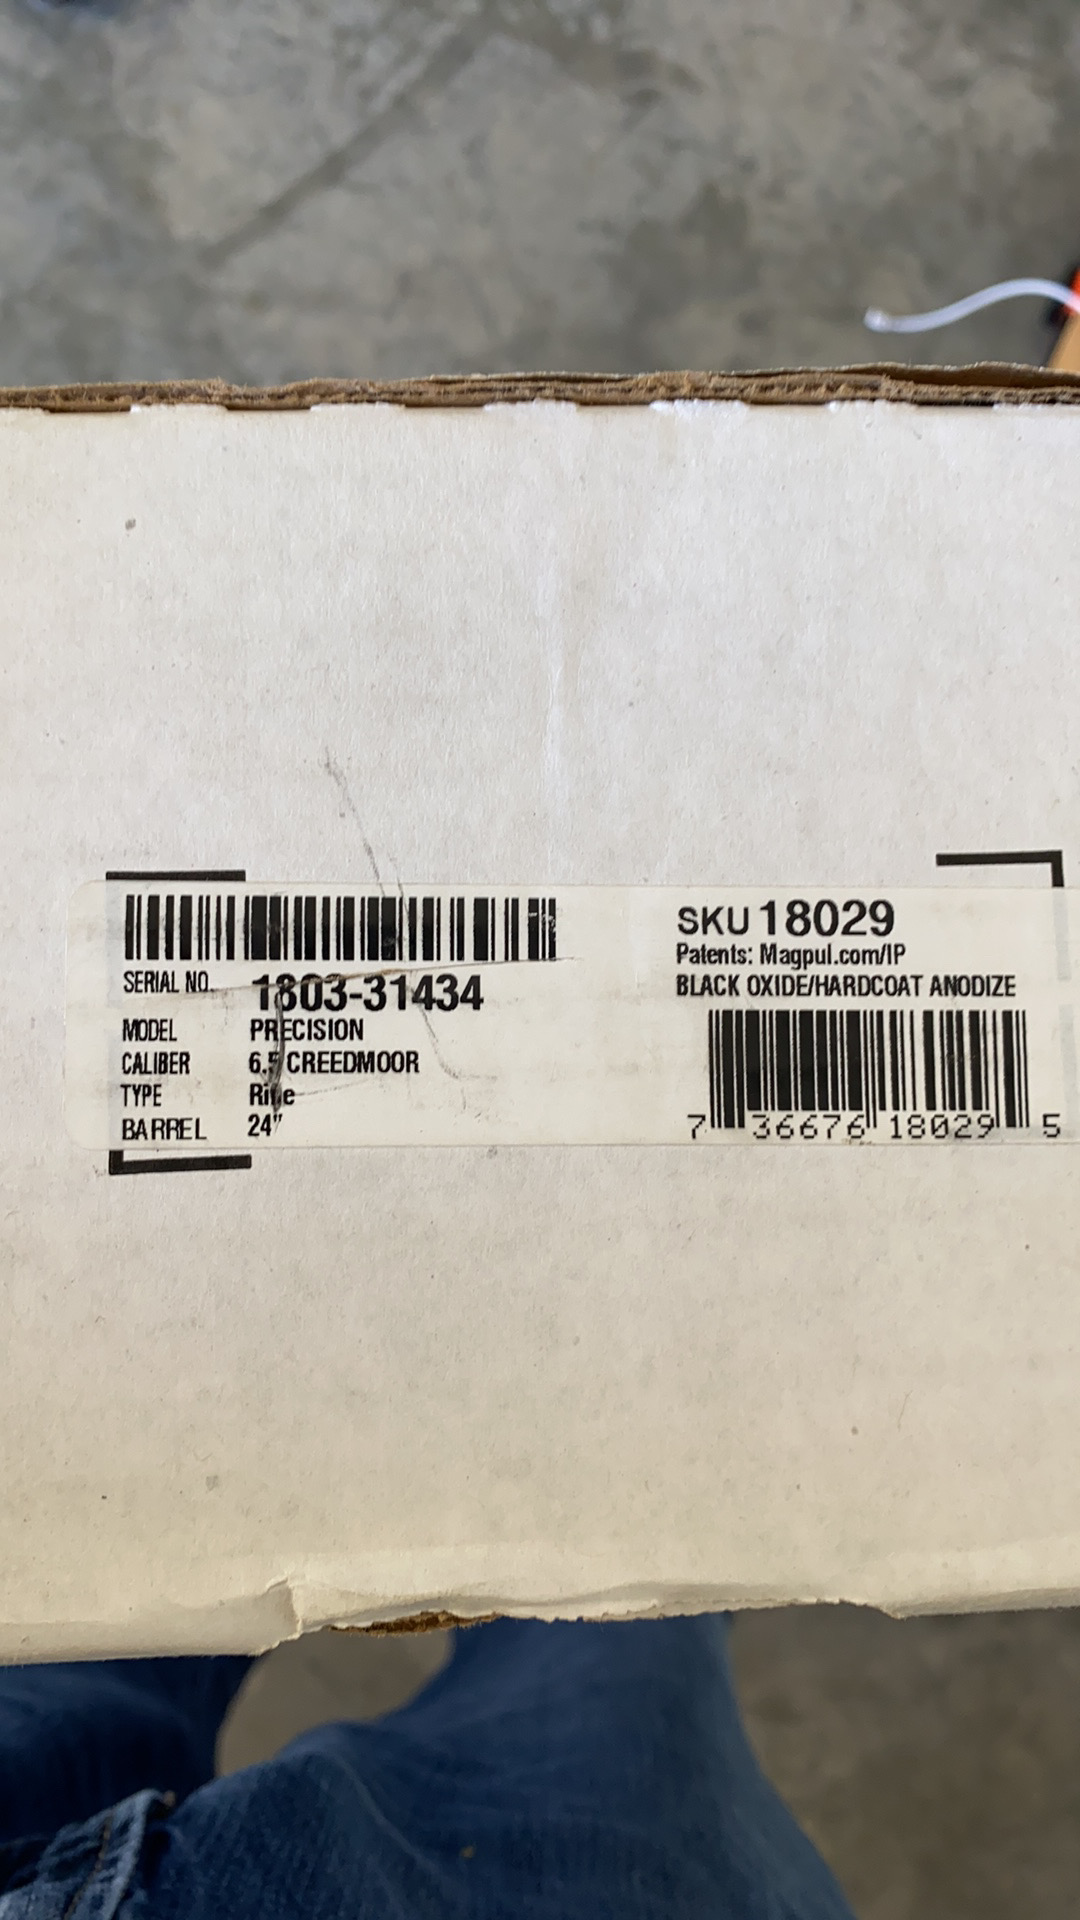 SERIAL NO. 1803-31434
MODEL PRECISION
CALIBER 6.5 CREEDMOOR
TYPE Rifle
BARREL 24"
SKU 18029
Patents: Magpul.com/IP
BLACK OXIDE/HARDCOAT ANODIZE
7 36676 18029 5